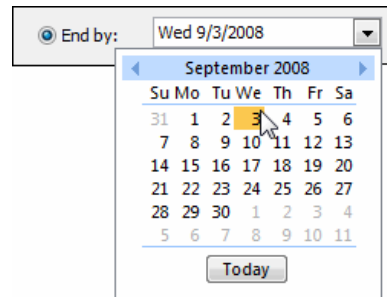 End by: Wed 9/3/2008
September 2008
Su Mo Tu We Th Fr Sa
31 1 2 3 4 5 6
7 8 9 10 11 12 13
14 15 16 17 18 19 20
21 22 23 24 25 26 27
28 29 30 1 2 3 4
5 6 7 8 9 10 11
Today